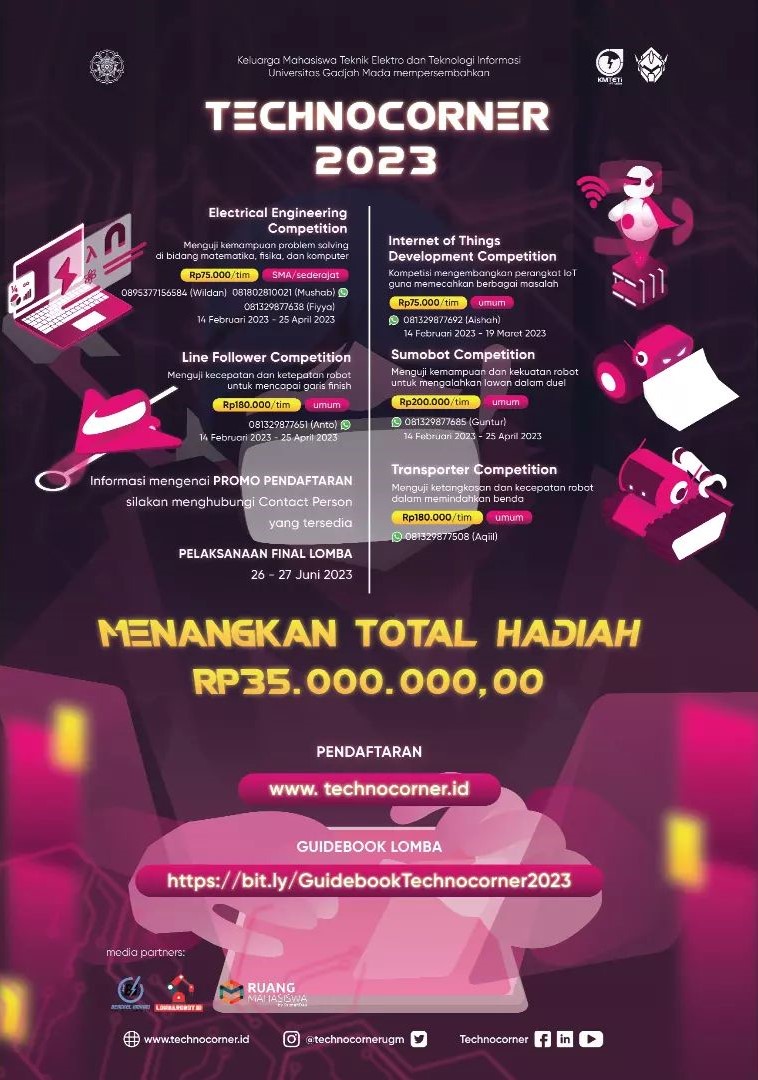 Keluarga Mahasiswa Teknik Elektro dan Teknologi Informasi
Universitas Gadjah Mada mempersembahkan
KMTETI
TECHNOCORNER
2023
Electrical Engineering
Competition
Menguji kemampuan problem solving
di bidang matematika, fisika, dan komputer
Rp75.000/tim SMA/sederajat
0895377156584 (Wildan) 081802810021 (Mushab)
081329877638 (Fiyya)
14 Februari 2023 - 25 April 2023
Line Follower Competition
Menguji kecepatan dan ketepatan robot
untuk mencapai garis finish
Rp180.000/tim umum
081329877651 (Anto)
14 Februari 2023 - 25 April 2023
Informasi mengenai PROMO PENDAFTARAN
silakan menghubungi Contact Person
yang tersedia
PELAKSANAAN FINAL LOMBA
26 - 27 Juni 2023
Internet of Things
Development Competition
Kompetisi mengembangkan perangkat IoT
guna memecahkan berbagai masalah
Rp75.000/tim umum
081329877692 (Aishah)
14 Februari 2023 - 19 Maret 2023
Sumobot Competition
Menguji kemampuan dan kekuatan robot
untuk mengalahkan lawan dalam duel
Rp200.000/tim umum
081329877685 (Guntur)
14 Februari 2023 - 25 April 2023
Transporter Competition
Menguji ketangkasan dan kecepatan robot
dalam memindahkan benda
Rp180.000/tim umum
081329877508 (Aqiil)
MENANGKAN TOTAL HADIAH
RP35.000.000,00
PENDAFTARAN
www. technocorner.id
GUIDEBOOK LOMBA
https://bit.ly/GuidebookTechnocorner2023
media partners:
LOMBAROBOT.ID
RUANG
MAHASISWA
www.technocorner.id @technocornerugm Technocorner